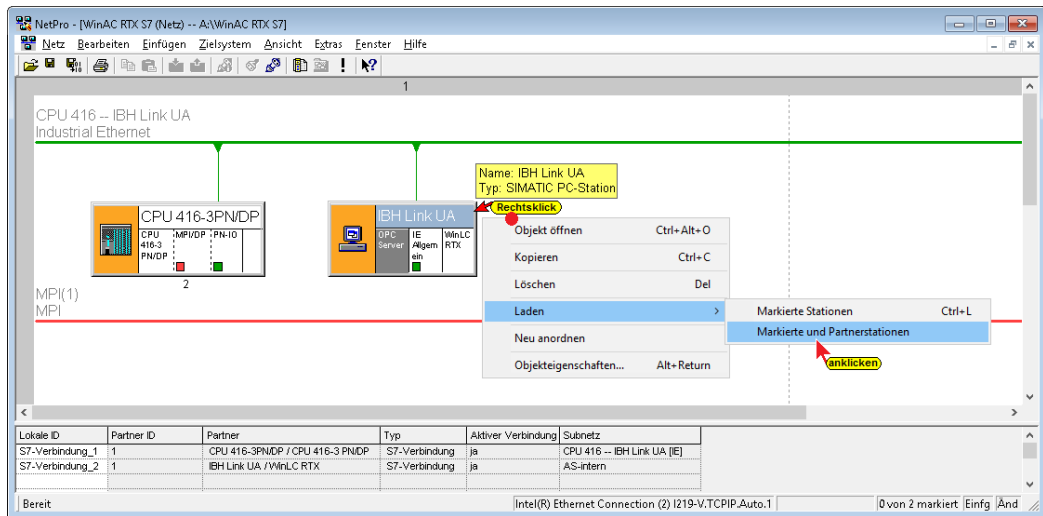 NetPro - [WinAC RTX S7 (Netz) -- A:\WinAC RTX S7]
Netz Bearbeiten Einfügen Zielsystem Ansicht Extras Fenster Hilfe
1
CPU 416 -- IBH Link UA
Industrial Ethernet
Name: IBH Link UA
Typ: SIMATIC PC-Station
Rechtsklick
CPU 416-3PN/DP
CPU 416-3 PN/DP
MPI/DP
PN-IO
2
IBH Link UA
OPC Server
IE Allgem ein
WinLC RTX
MPI(1)
MPI
Objekt öffnen Ctrl+Alt+O
Kopieren Ctrl+C
Löschen Del
Laden >
Neu anordnen
Objekteigenschaften... Alt+Return
Markierte Stationen Ctrl+L
Markierte und Partnerstationen
anklicken
Lokale ID Partner ID Partner Typ Aktiver Verbindung Subnetz
S7-Verbindung_1 1 CPU 416-3PN/DP / CPU 416-3 PN/DP S7-Verbindung ja CPU 416 -- IBH Link UA [IE]
S7-Verbindung_2 1 IBH Link UA / WinLC RTX S7-Verbindung ja AS-intern
Bereit Intel(R) Ethernet Connection (2) I219-V.TCPIP.Auto.1 0 von 2 markiert Einfg Änd